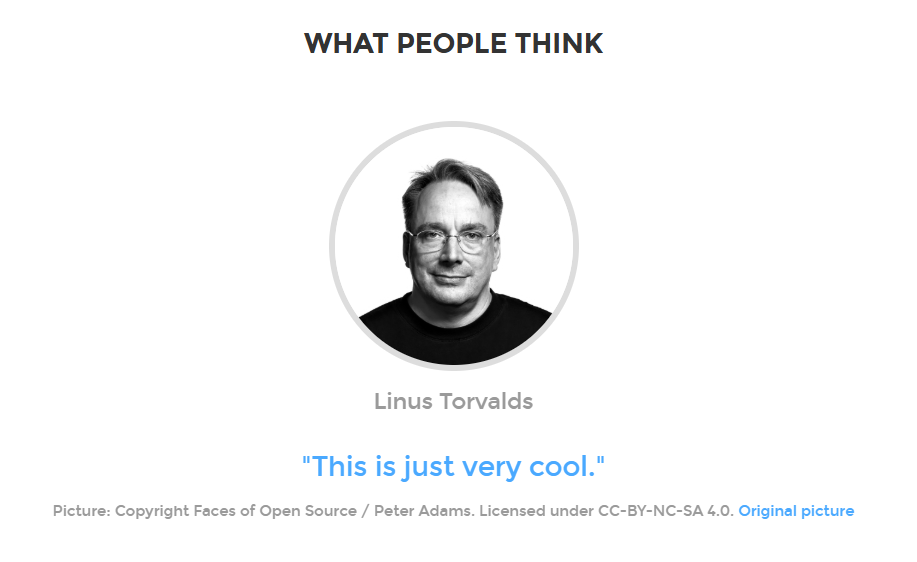 WHAT PEOPLE THINK
Linus Torvalds
"This is just very cool."
Picture: Copyright Faces of Open Source / Peter Adams. Licensed under CC-BY-NC-SA 4.0. Original picture